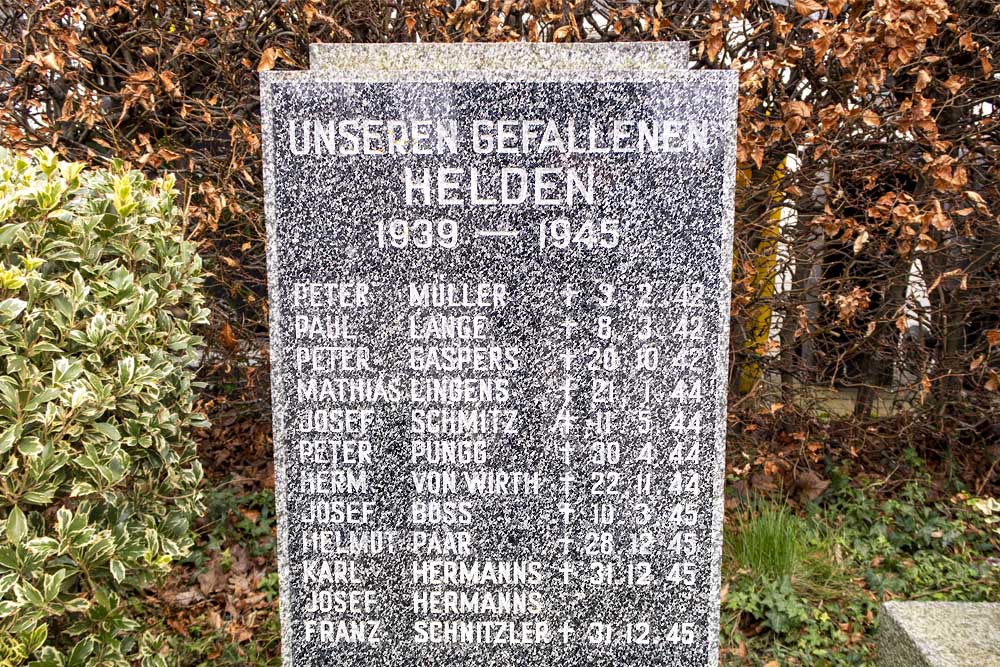 UNSEREN GEFALLENEN
HELDEN
1939 — 1945
PETER MÜLLER † 3. 2. 42
PAUL LANGE † 8. 3. 42
PETER CASPERS † 20. 10. 42
MATHIAS LINGENS † 21. 1. 44
JOSEF SCHMITZ † 11. 5. 44
PETER PÜNGG † 30. 4. 44
HERM. VON WIRTH † 22. 11. 44
JOSEF BOSS † 10. 3. 45
HELMUT PAAR † 28. 12. 45
KARL HERMANNS † 31. 12. 45
JOSEF HERMANNS
FRANZ SCHNITZLER † 31. 12. 45